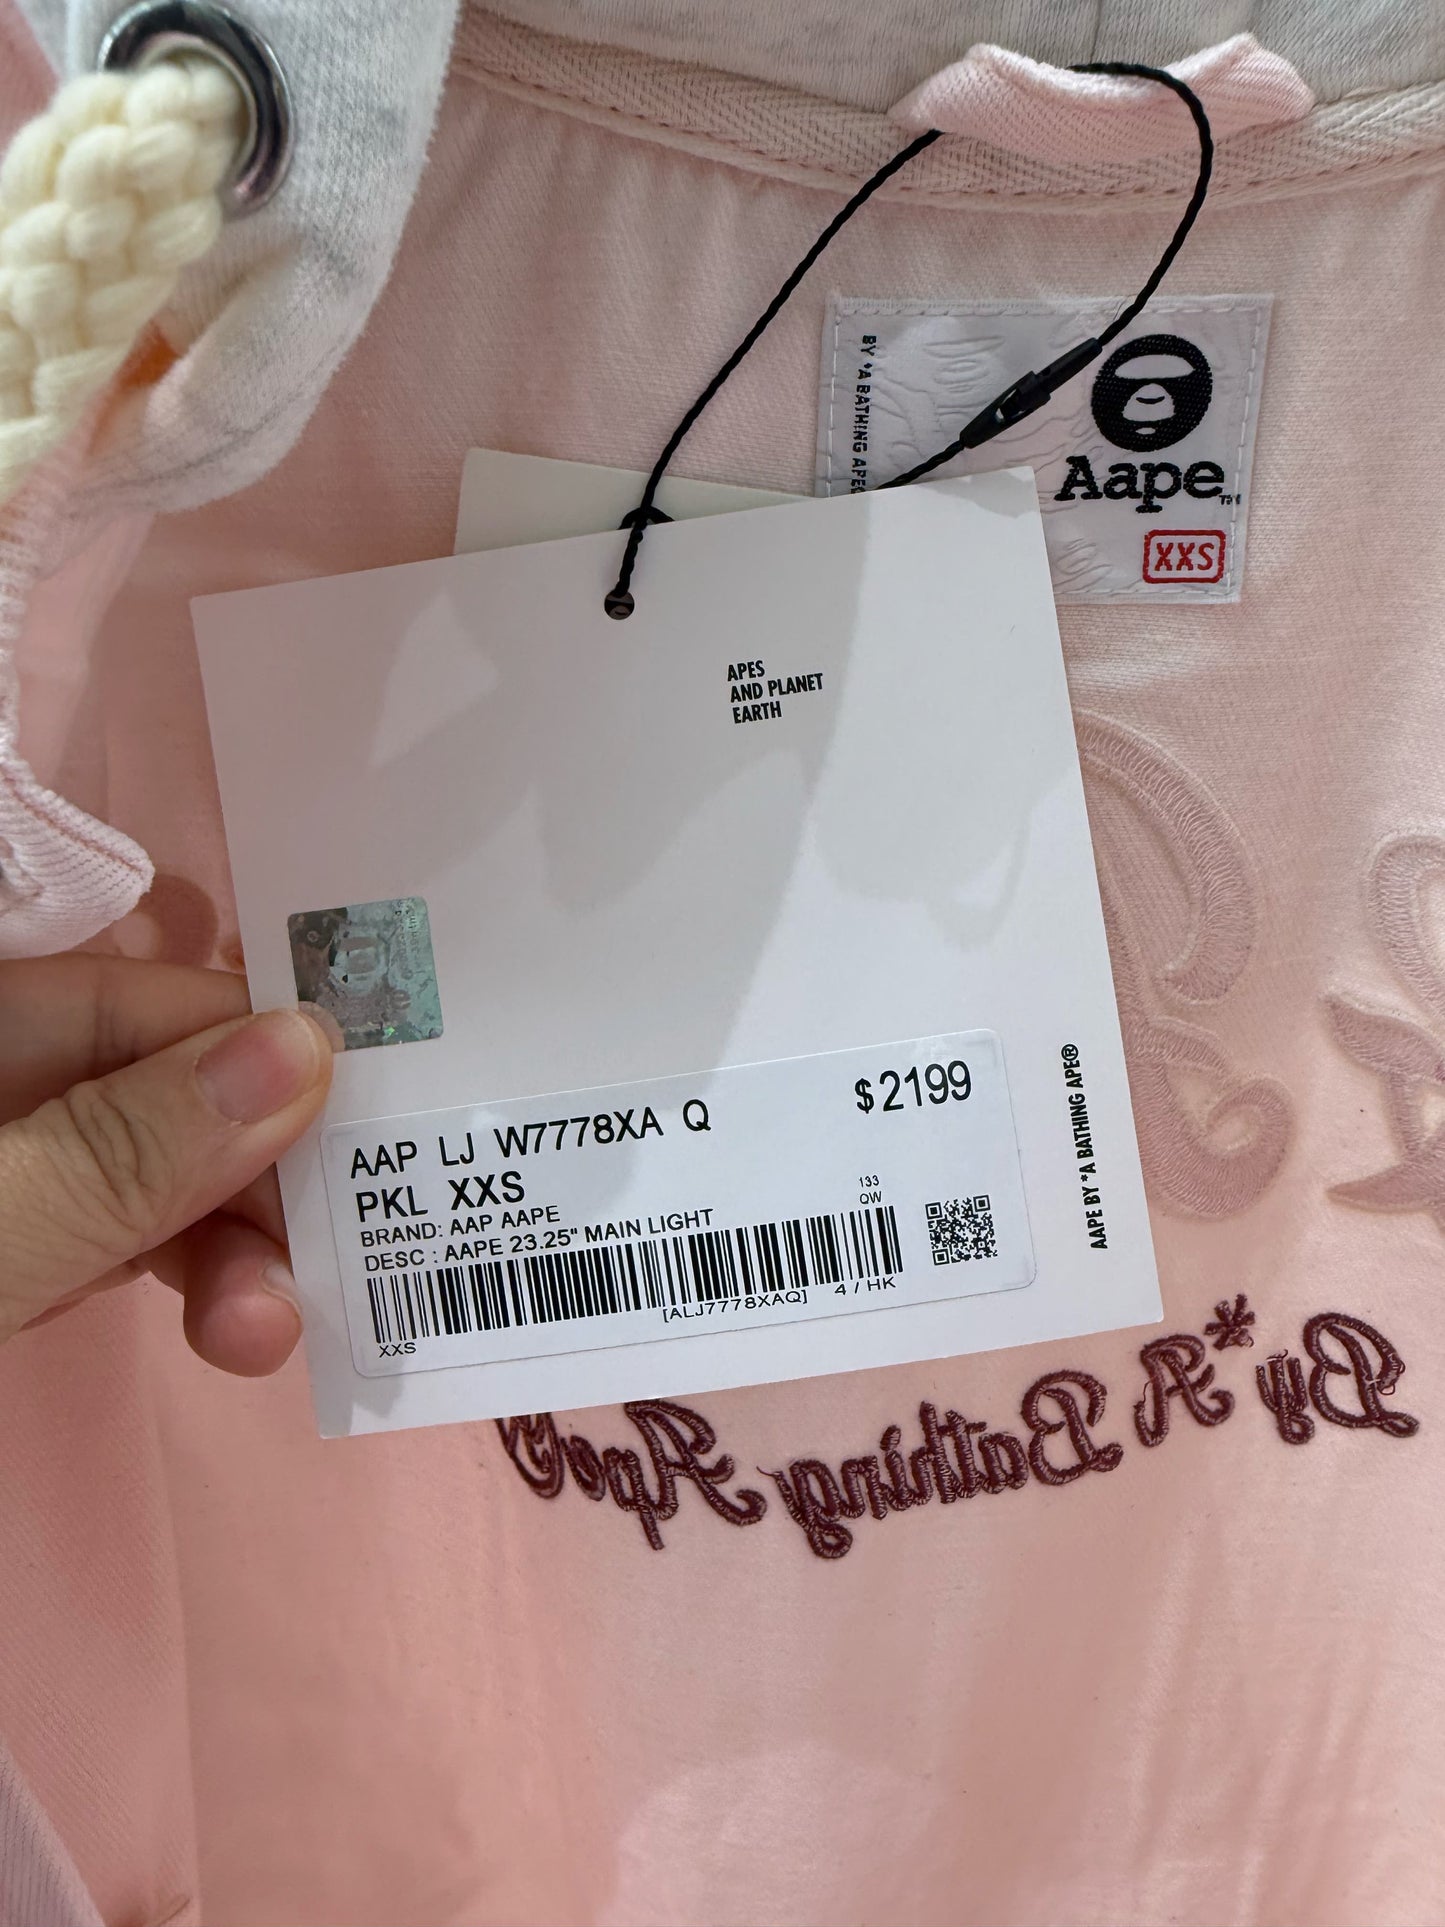 BY *A BATHING APE®
Aape™
XXS
APES
AND PLANET
EARTH
$2199
AAP LJ W7778XA Q
PKL XXS
133
QW
BRAND: AAP AAPE
DESC : AAPE 23.25" MAIN LIGHT
[ALJ7778XAQ] 4 / HK
XXS
AAPE BY *A BATHING APE®
By *A Bathing Ape®